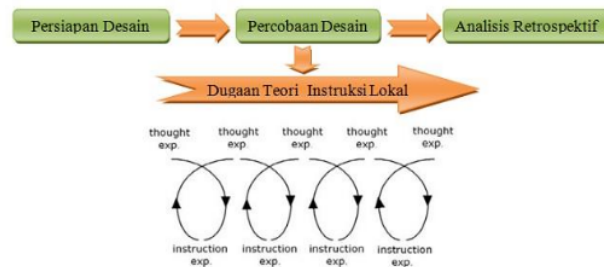 Persiapan Desain
Percobaan Desain
Analisis Retrospektif
Dugaan Teori Instruksi Lokal
thought
exp.
thought
exp.
thought
exp.
thought
exp.
thought
exp.
instruction
exp.
instruction
exp.
instruction
exp.
instruction
exp.